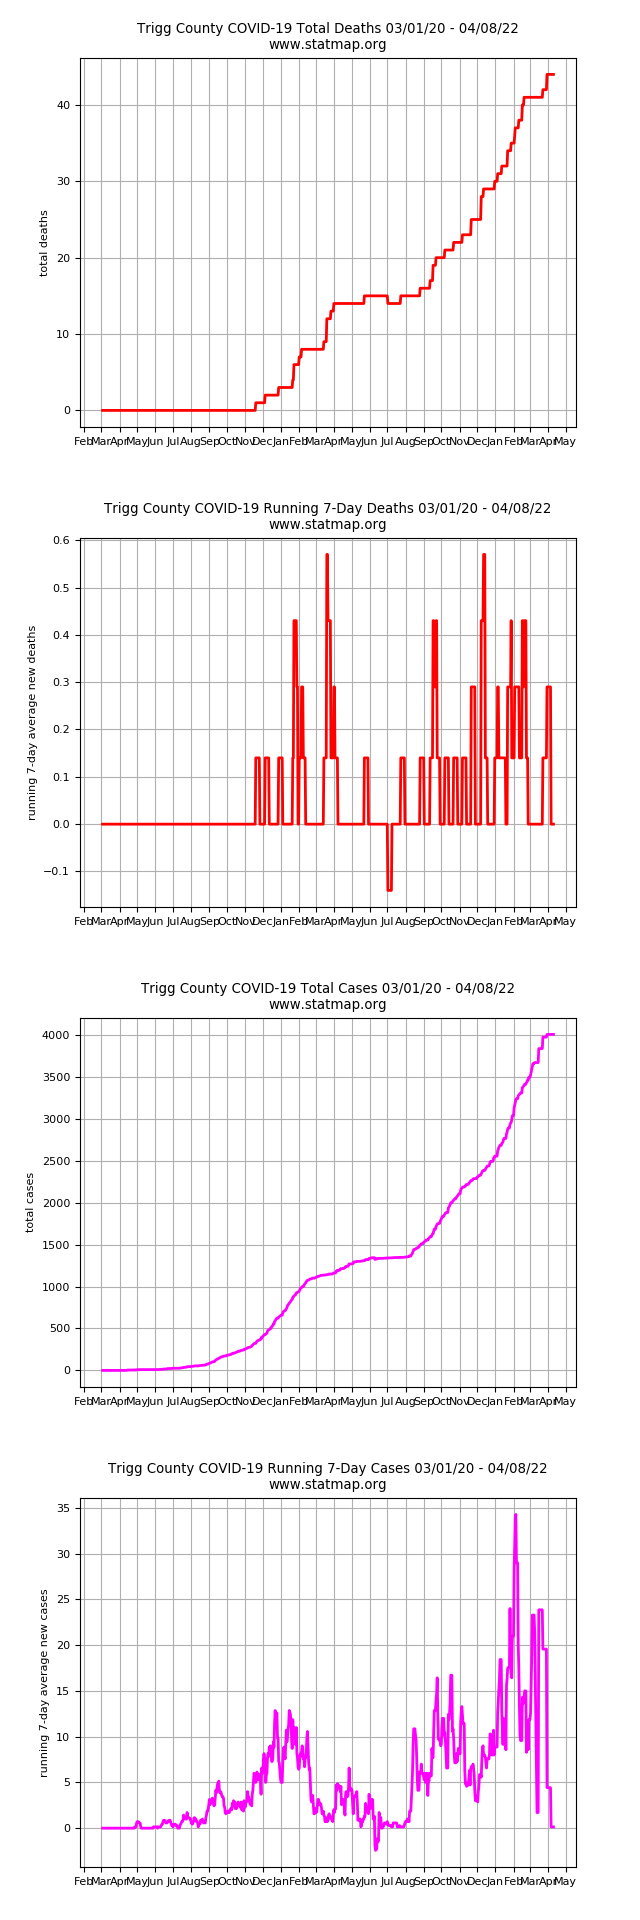 Trigg County COVID-19 Total Deaths 03/01/20 - 04/08/22
www.statmap.org
total deaths
40
30
20
10
0
Feb Mar Apr May Jun Jul Aug Sep Oct Nov Dec Jan Feb Mar Apr May Jun Jul Aug Sep Oct Nov Dec Jan Feb Mar Apr May
Trigg County COVID-19 Running 7-Day Deaths 03/01/20 - 04/08/22
www.statmap.org
running 7-day average new deaths
0.6
0.5
0.4
0.3
0.2
0.1
0.0
−0.1
Feb Mar Apr May Jun Jul Aug Sep Oct Nov Dec Jan Feb Mar Apr May Jun Jul Aug Sep Oct Nov Dec Jan Feb Mar Apr May
Trigg County COVID-19 Total Cases 03/01/20 - 04/08/22
www.statmap.org
total cases
4000
3500
3000
2500
2000
1500
1000
500
0
Feb Mar Apr May Jun Jul Aug Sep Oct Nov Dec Jan Feb Mar Apr May Jun Jul Aug Sep Oct Nov Dec Jan Feb Mar Apr May
Trigg County COVID-19 Running 7-Day Cases 03/01/20 - 04/08/22
www.statmap.org
running 7-day average new cases
35
30
25
20
15
10
5
0
Feb Mar Apr May Jun Jul Aug Sep Oct Nov Dec Jan Feb Mar Apr May Jun Jul Aug Sep Oct Nov Dec Jan Feb Mar Apr May